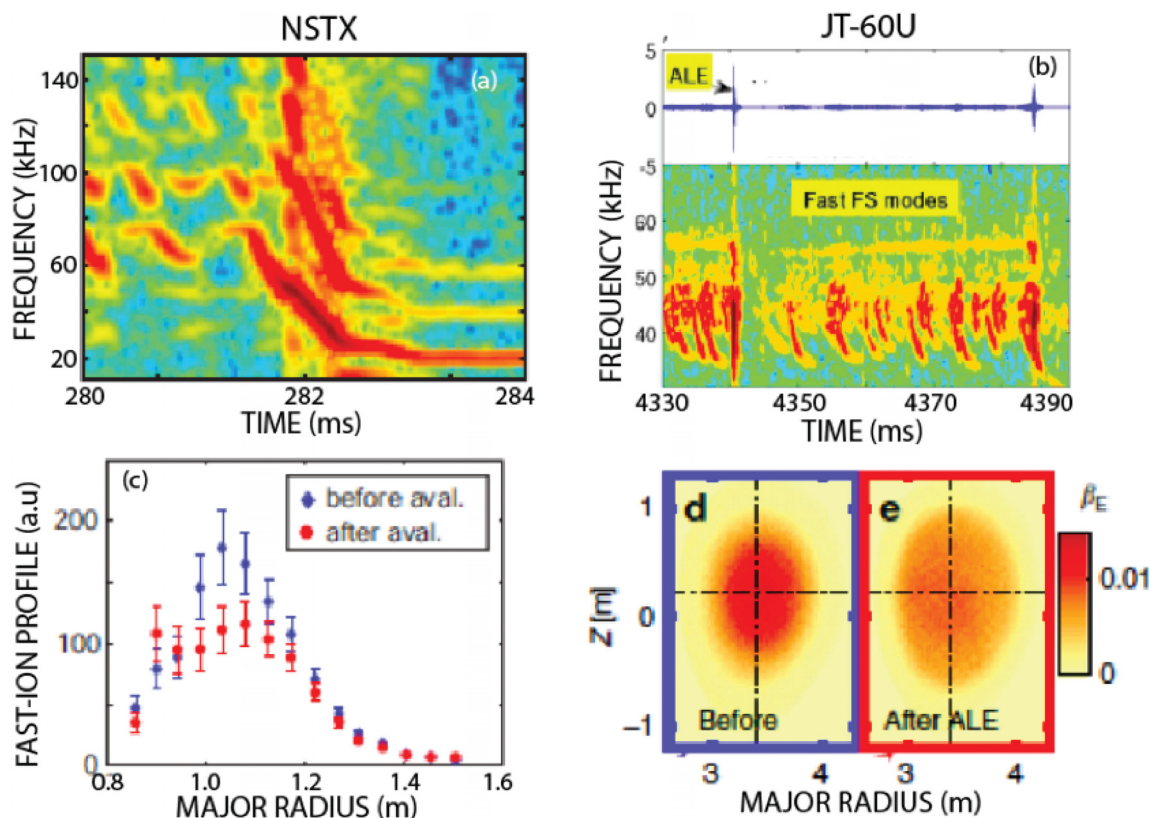 NSTX
JT-60U
(a)
FREQUENCY (kHz)
140
100
60
20
280
282
284
TIME (ms)
(b)
ALE
5
0
-5
Fast FS modes
FREQUENCY (kHz)
60
50
40
4330
4350
4370
4390
TIME (ms)
(c)
before aval.
after aval.
FAST-ION PROFILE (a.u)
200
100
0
0.8
1.0
1.2
1.4
1.6
MAJOR RADIUS (m)
d
e
Z [m]
1
0
-1
Before
After ALE
3
4
3
4
MAJOR RADIUS (m)
βE
0.01
0